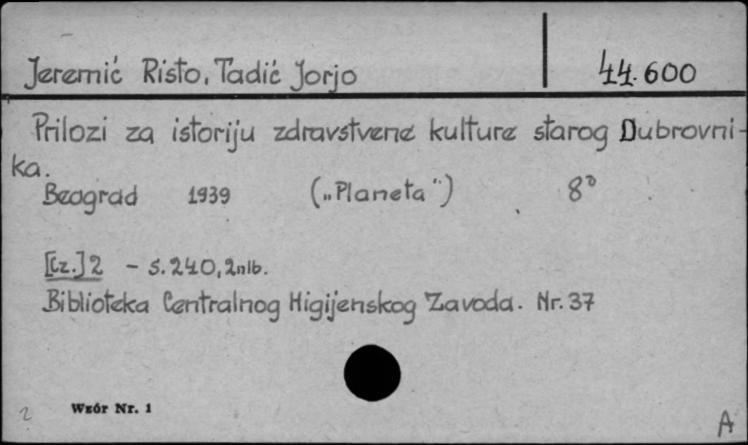 Jeremić Risto, Tadić Jorjo
44.600
Prilozi za istoriju zdravstvene kulture starog Dubrovni-
ka.
Beograd 1939 („Planeta") 8°
[Cz.] 2 - s. 240, 2nlb.
Biblioteka Centralnog Higijenskog Zavoda. Nr. 37
Wzór Nr. 1
2
A